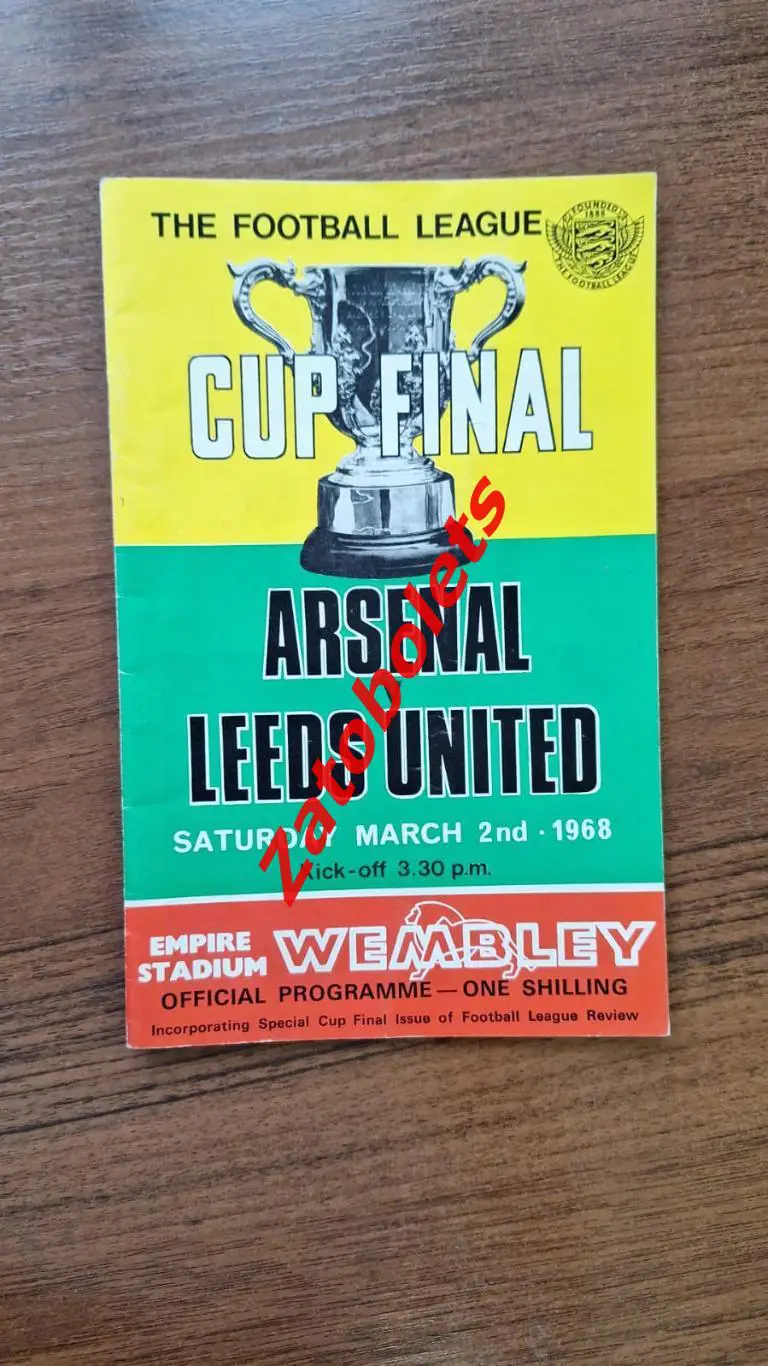 THE FOOTBALL LEAGUE
FOUNDED
1888
THE FOOTBALL LEAGUE
CUP FINAL
ARSENAL
LEEDS UNITED
SATURDAY MARCH 2nd · 1968
Kick-off 3.30 p.m.
EMPIRE
STADIUM
WEMBLEY
OFFICIAL PROGRAMME — ONE SHILLING
Incorporating Special Cup Final Issue of Football League Review
Zatobolets